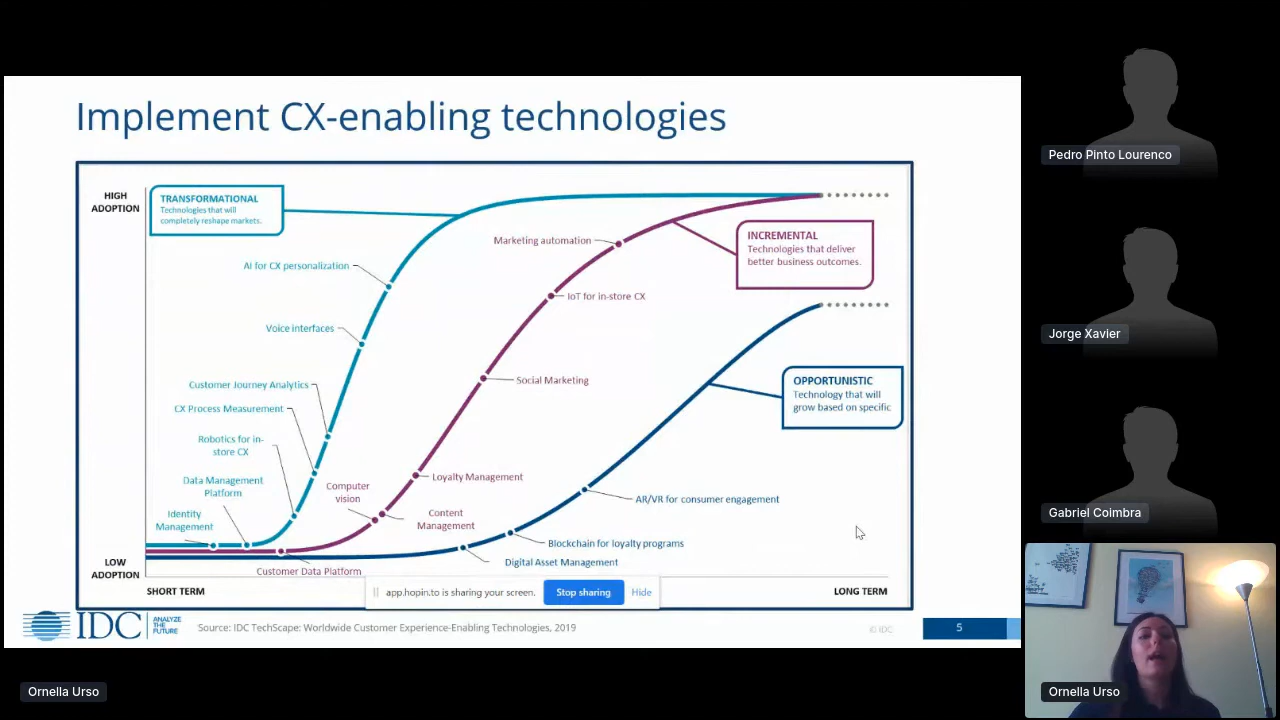 Implement CX-enabling technologies
HIGH
ADOPTION
TRANSFORMATIONAL
Technologies that will
completely reshape markets.
Marketing automation
INCREMENTAL
Technologies that deliver
better business outcomes.
AI for CX personalization
IoT for in-store CX
Voice interfaces
Customer Journey Analytics
Social Marketing
OPPORTUNISTIC
Technology that will
grow based on specific
CX Process Measurement
Robotics for in-
store CX
Data Management
Platform
Loyalty Management
Computer
vision
AR/VR for consumer engagement
Identity
Management
Content
Management
Blockchain for loyalty programs
Digital Asset Management
LOW
ADOPTION
Customer Data Platform
SHORT TERM
LONG TERM
app.hopin.to is sharing your screen.
Stop sharing
Hide
IDC
ANALYZE
THE
FUTURE
Source: IDC TechScape: Worldwide Customer Experience-Enabling Technologies, 2019
© IDC
5
Ornella Urso
Pedro Pinto Lourenco
Jorge Xavier
Gabriel Coimbra
Ornella Urso